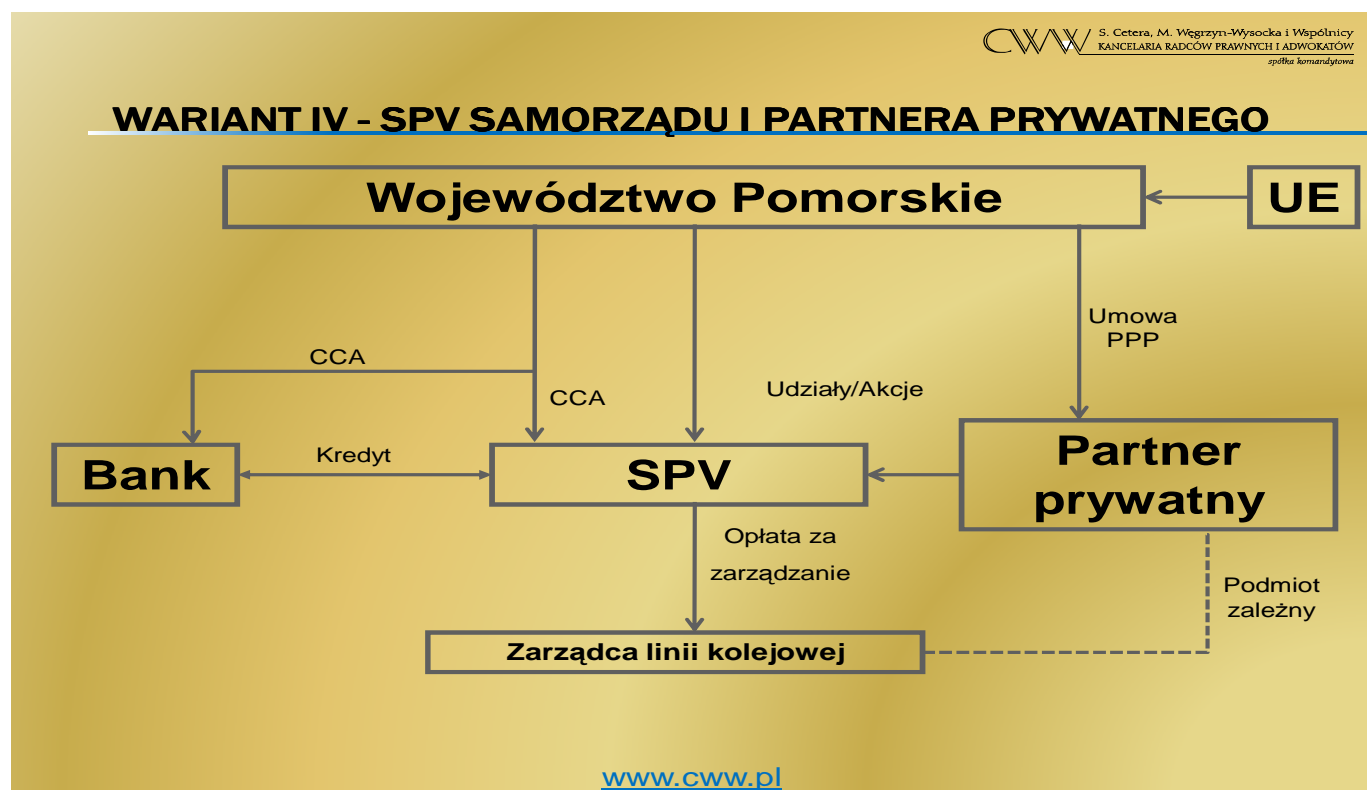 CWW
S. Cetera, M. Węgrzyn-Wysocka i Wspólnicy
KANCELARIA RADCÓW PRAWNYCH I ADWOKATÓW
spółka komandytowa
WARIANT IV - SPV SAMORZĄDU I PARTNERA PRYWATNEGO
Województwo Pomorskie
UE
Umowa
PPP
CCA
CCA
Udziały/Akcje
Bank
Kredyt
SPV
Partner
prywatny
Opłata za
zarządzanie
Podmiot
zależny
Zarządca linii kolejowej
www.cww.pl